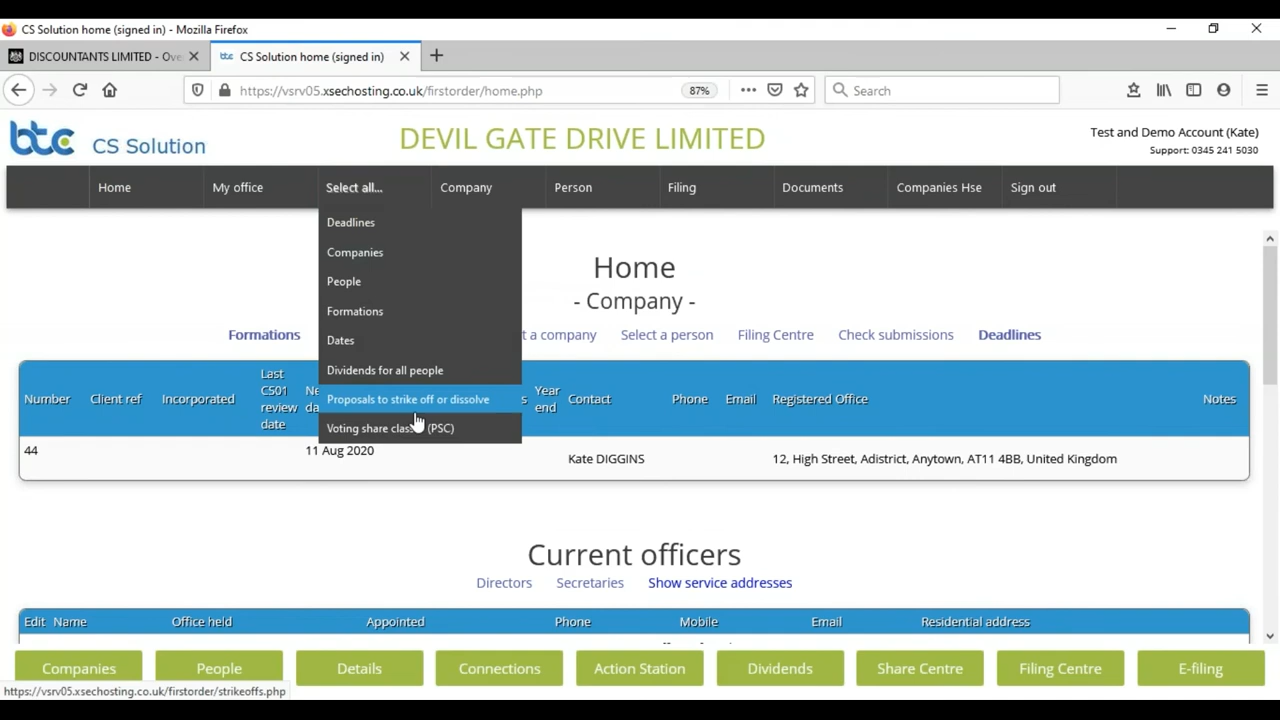 CS Solution home (signed in) - Mozilla Firefox
DISCOUNTANTS LIMITED - Ove
CS Solution home (signed in)
https://vsrv05.xsechosting.co.uk/firstorder/home.php
87%
Search
btc CS Solution
DEVIL GATE DRIVE LIMITED
Test and Demo Account (Kate)
Support: 0345 241 5030
Home My office Select all... Company Person Filing Documents Companies Hse Sign out
Deadlines
Companies
People
Formations
Dates
Dividends for all people
Proposals to strike off or dissolve
Voting share (PSC)
Home
- Company -
Formations t a company Select a person Filing Centre Check submissions Deadlines
Number Client ref Incorporated Last CS01 review date Year end Contact Phone Email Registered Office Notes
44 11 Aug 2020 Kate DIGGINS 12, High Street, Adistrict, Anytown, AT11 4BB, United Kingdom
Current officers
Directors Secretaries Show service addresses
Edit Name Office held Appointed Phone Mobile Email Residential address
Companies People Details Connections Action Station Dividends Share Centre Filing Centre E-filing
https://vsrv05.xsechosting.co.uk/firstorder/strikeoffs.php